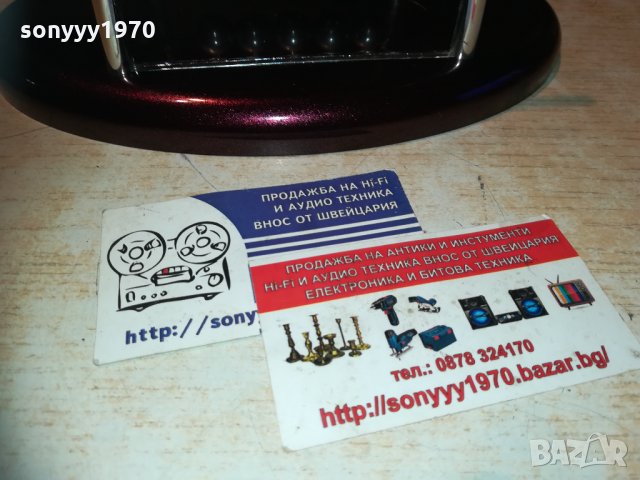 sonyyy1970
sonyyy1970
ПРОДАЖБА НА Hi-Fi
И АУДИО ТЕХНИКА
ВНОС ОТ ШВЕЙЦАРИЯ
http://sony
ПРОДАЖБА НА АНТИКИ И ИНСТУМЕНТИ
Hi-Fi И АУДИО ТЕХНИКА ВНОС ОТ ШВЕЙЦАРИЯ
ЕЛЕКТРОНИКА И БИТОВА ТЕХНИКА
тел.: 0878 324170
http://sonyyy1970.bazar.bg/
BAZAR